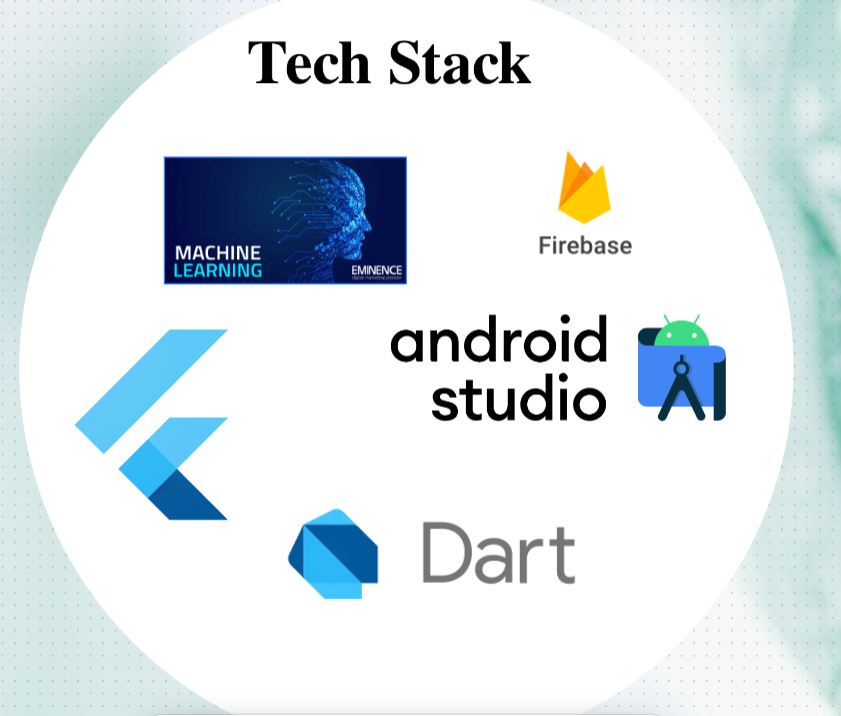 Tech Stack
MACHINE
LEARNING
EMINENCE
Firebase
android
studio
Dart